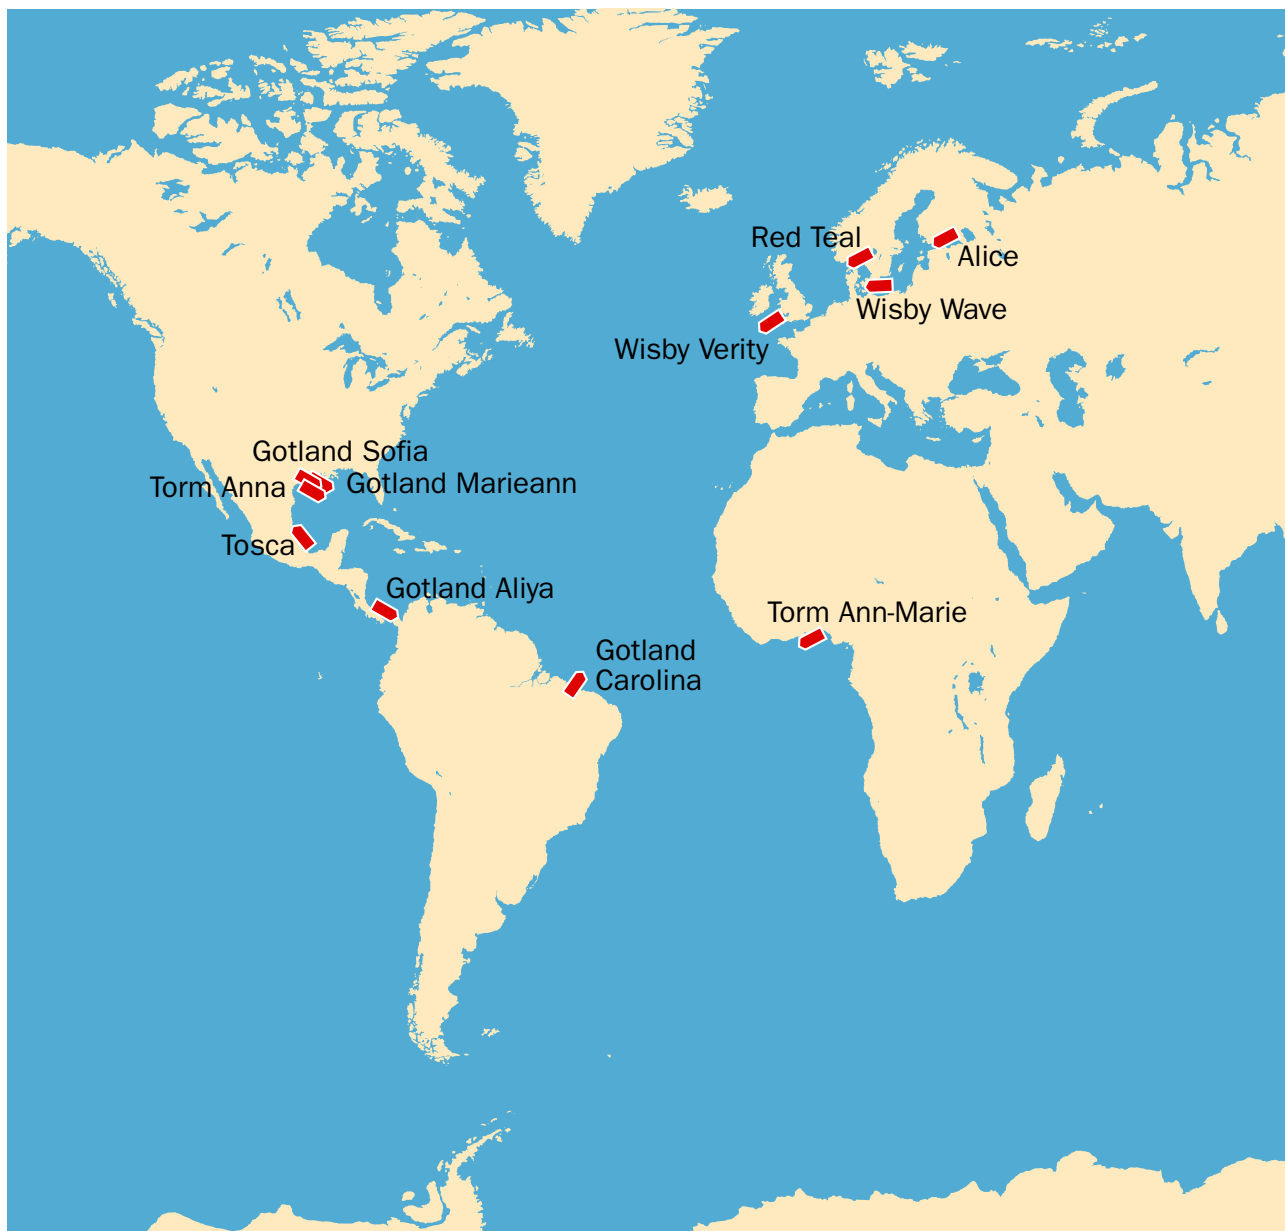 Red Teal
Alice
Wisby Wave
Wisby Verity
Gotland Sofia
Gotland Marieann
Torm Anna
Tosca
Gotland Aliya
Torm Ann-Marie
Gotland
Carolina